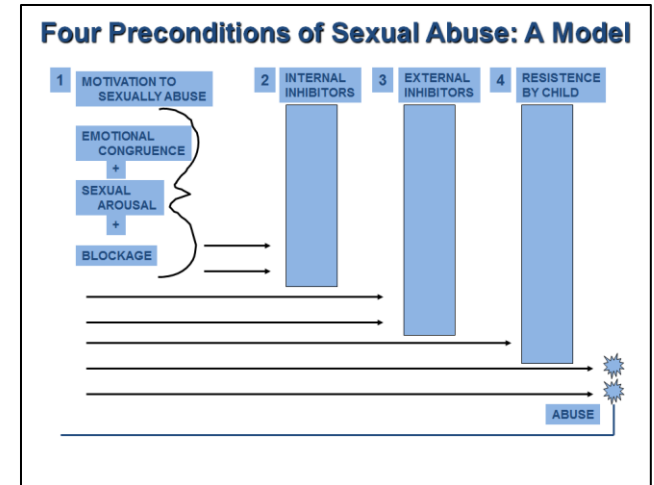 Four Preconditions of Sexual Abuse: A Model
1
MOTIVATION TO
SEXUALLY ABUSE
2
INTERNAL
INHIBITORS
3
EXTERNAL
INHIBITORS
4
RESISTENCE
BY CHILD
EMOTIONAL
CONGRUENCE
+
SEXUAL
AROUSAL
+
BLOCKAGE
ABUSE